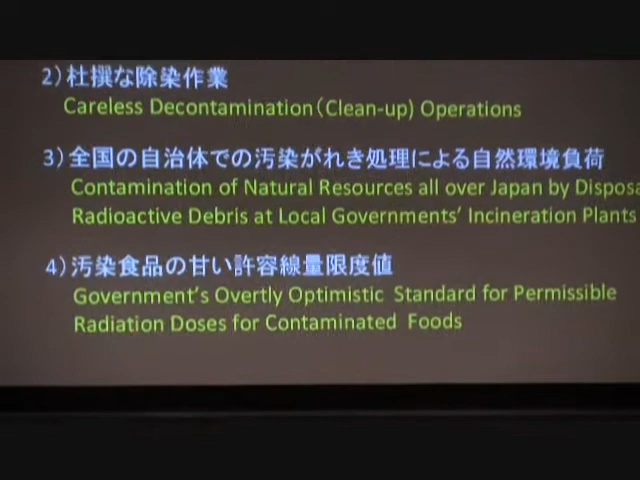 2）杜撰な除染作業
Careless Decontamination（Clean-up) Operations
3）全国の自治体での汚染がれき処理による自然環境負荷
Contamination of Natural Resources all over Japan by Disposa
Radioactive Debris at Local Governments’ Incineration Plants
4）汚染食品の甘い許容線量限度値
Government’s Overtly Optimistic Standard for Permissible
Radiation Doses for Contaminated Foods